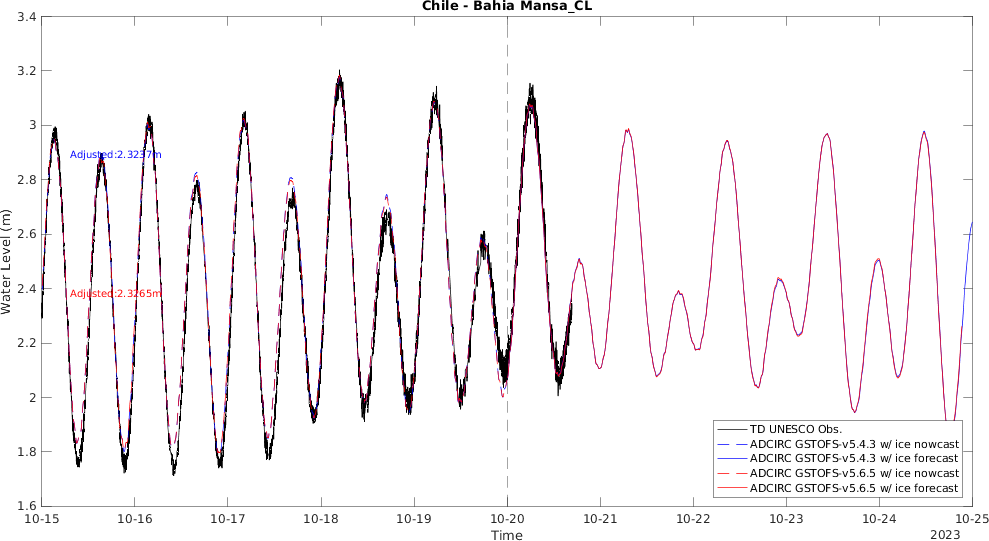 Chile - Bahia Mansa_CL
3.4
3.2
3
2.8
2.6
2.4
2.2
2
1.8
1.6
Water Level (m)
Adjusted:2.3237m
Adjusted:2.3265m
TD UNESCO Obs.
ADCIRC GSTOFS-v5.4.3 w/ ice nowcast
ADCIRC GSTOFS-v5.4.3 w/ ice forecast
ADCIRC GSTOFS-v5.6.5 w/ ice nowcast
ADCIRC GSTOFS-v5.6.5 w/ ice forecast
10-15 10-16 10-17 10-18 10-19 10-20 10-21 10-22 10-23 10-24 10-25
Time
2023